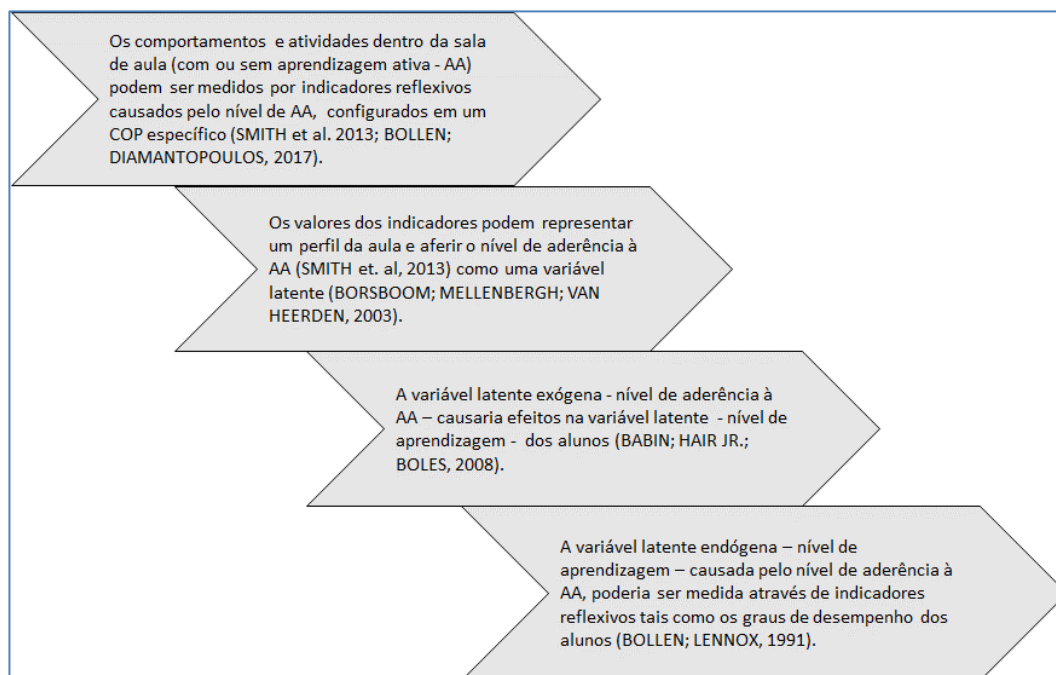 Os comportamentos e atividades dentro da sala
de aula (com ou sem aprendizagem ativa - AA)
podem ser medidos por indicadores reflexivos
causados pelo nível de AA, configurados em um
COP específico (SMITH et al. 2013; BOLLEN;
DIAMANTOPOULOS, 2017).
Os valores dos indicadores podem representar
um perfil da aula e aferir o nível de aderência à
AA (SMITH et. al, 2013) como uma variável
latente (BORSBOOM; MELLENBERGH; VAN
HEERDEN, 2003).
A variável latente exógena - nível de aderência à
AA – causaria efeitos na variável latente - nível de
aprendizagem - dos alunos (BABIN; HAIR JR.;
BOLES, 2008).
A variável latente endógena – nível de
aprendizagem – causada pelo nível de aderência à
AA, poderia ser medida através de indicadores
reflexivos tais como os graus de desempenho dos
alunos (BOLLEN; LENNOX, 1991).